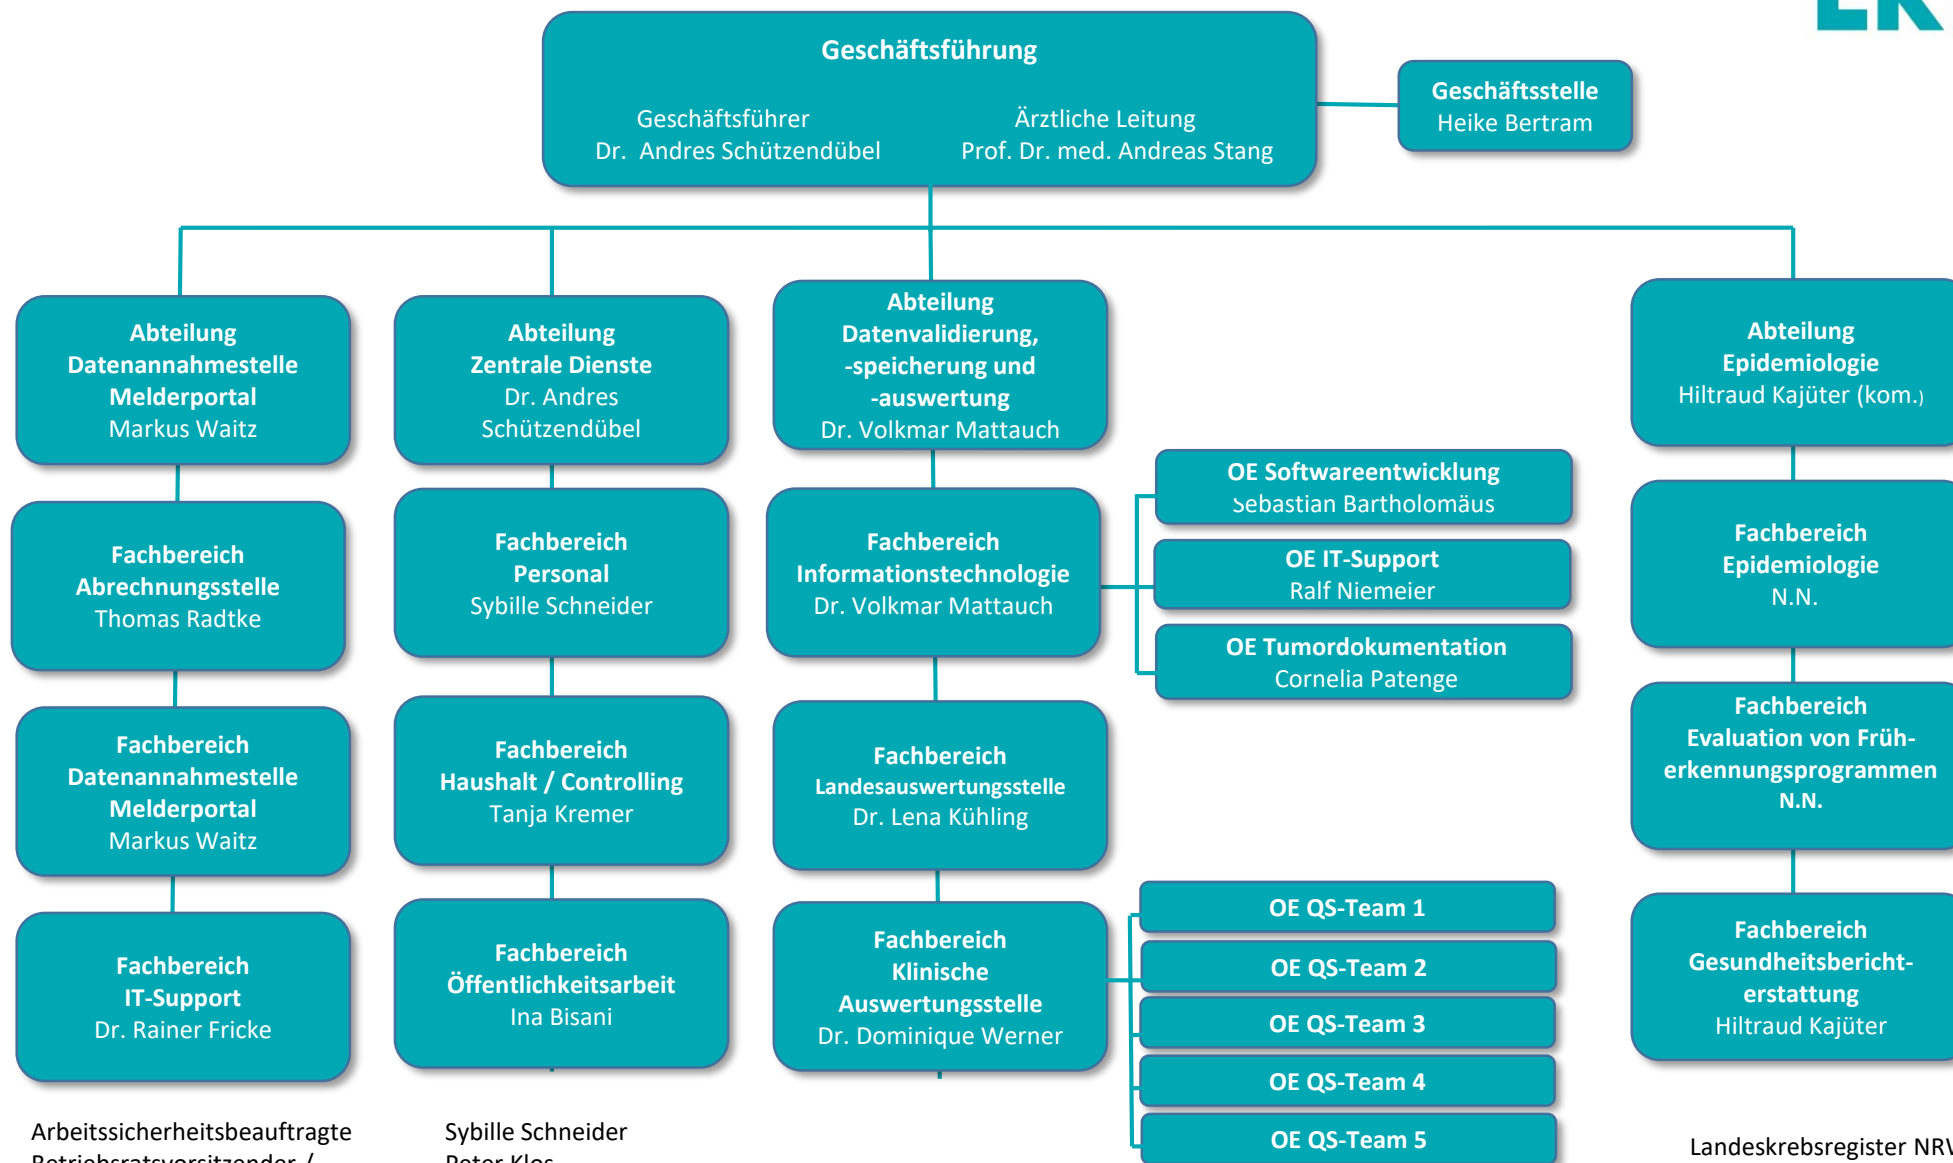 Geschäftsführung
Geschäftsführer
Dr. Andres Schützendübel
Ärztliche Leitung
Prof. Dr. med. Andreas Stang
Geschäftsstelle
Heike Bertram
Abteilung
Datenannahmestelle
Melderportal
Markus Waitz
Fachbereich
Abrechnungsstelle
Thomas Radtke
Fachbereich
Datenannahmestelle
Melderportal
Markus Waitz
Fachbereich
IT-Support
Dr. Rainer Fricke
Abteilung
Zentrale Dienste
Dr. Andres
Schützendübel
Fachbereich
Personal
Sybille Schneider
Fachbereich
Haushalt / Controlling
Tanja Kremer
Fachbereich
Öffentlichkeitsarbeit
Ina Bisani
Abteilung
Datenvalidierung,
-speicherung und
-auswertung
Dr. Volkmar Mattauch
Fachbereich
Informationstechnologie
Dr. Volkmar Mattauch
OE Softwareentwicklung
Sebastian Bartholomäus
OE IT-Support
Ralf Niemeier
OE Tumordokumentation
Cornelia Patenge
Fachbereich
Landesauswertungsstelle
Dr. Lena Kühling
Fachbereich
Klinische
Auswertungsstelle
Dr. Dominique Werner
OE QS-Team 1
OE QS-Team 2
OE QS-Team 3
OE QS-Team 4
OE QS-Team 5
Abteilung
Epidemiologie
Hiltraud Kajüter (kom.)
Fachbereich
Epidemiologie
N.N.
Fachbereich
Evaluation von Früh-
erkennungsprogrammen
N.N.
Fachbereich
Gesundheitsbericht-
erstattung
Hiltraud Kajüter
Arbeitssicherheitsbeauftragte
Sybille Schneider
Betriebsratsvorsitzender /
Peter Klos
Landeskrebsregister